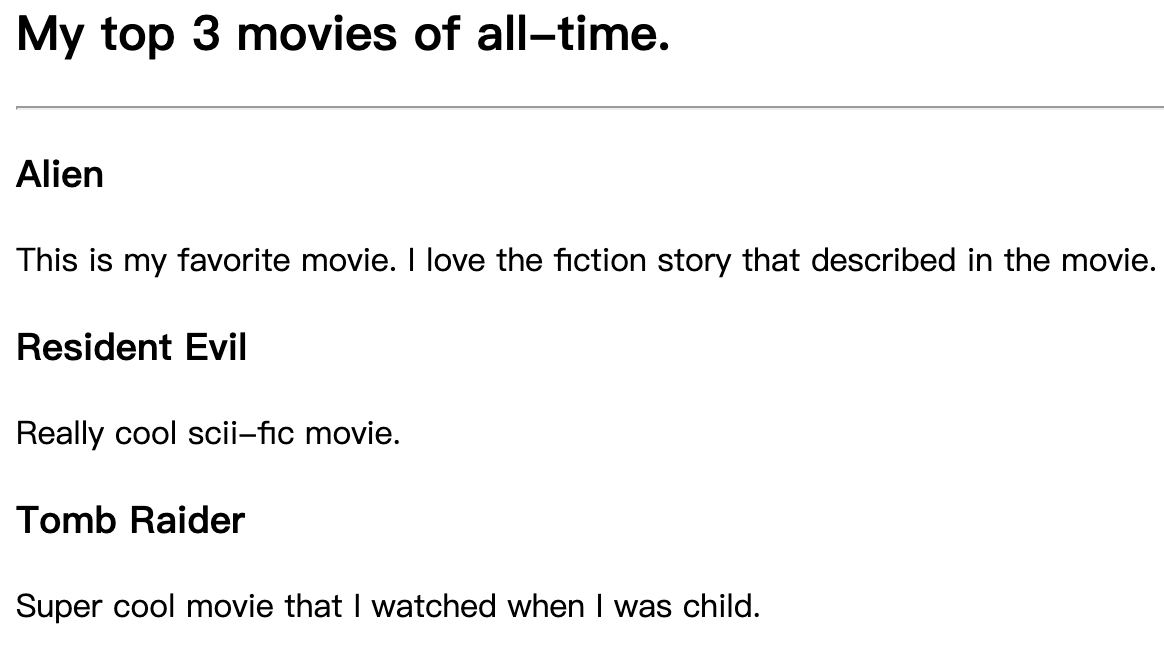 My top 3 movies of all-time.
Alien
This is my favorite movie. I love the fiction story that described in the movie.
Resident Evil
Really cool scii-fic movie.
Tomb Raider
Super cool movie that I watched when I was child.